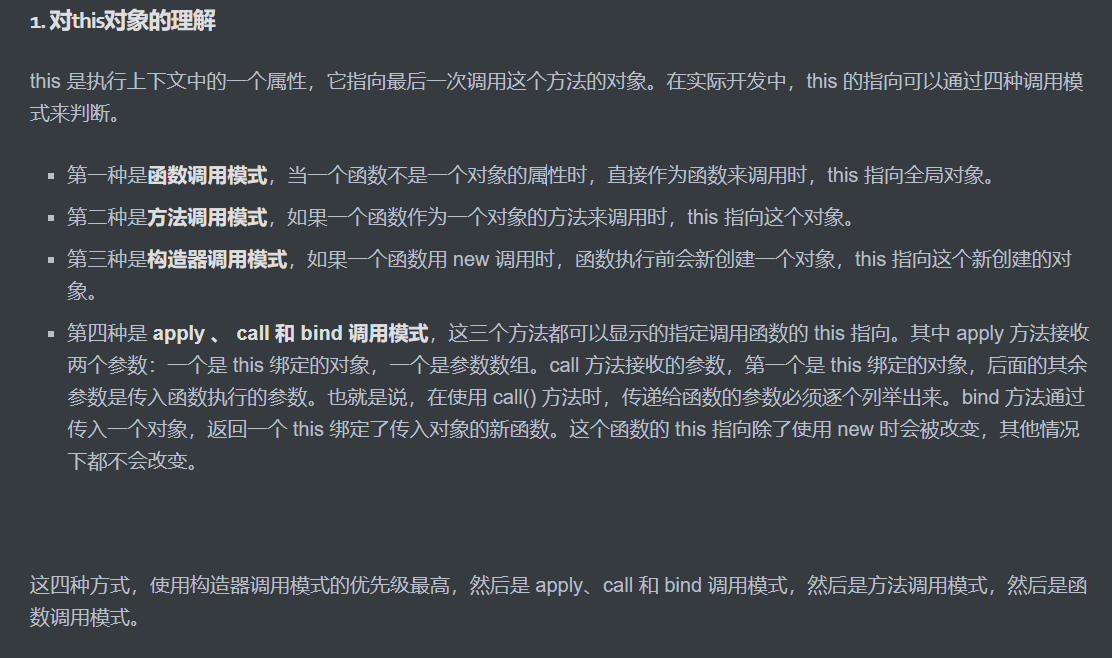 1. 对this对象的理解
this 是执行上下文中的一个属性，它指向最后一次调用这个方法的对象。在实际开发中，this 的指向可以通过四种调用模
式来判断。
▪ 第一种是函数调用模式，当一个函数不是一个对象的属性时，直接作为函数来调用时，this 指向全局对象。
▪ 第二种是方法调用模式，如果一个函数作为一个对象的方法来调用时，this 指向这个对象。
▪ 第三种是构造器调用模式，如果一个函数用 new 调用时，函数执行前会新创建一个对象，this 指向这个新创建的对
象。
▪ 第四种是 apply 、 call 和 bind 调用模式，这三个方法都可以显示的指定调用函数的 this 指向。其中 apply 方法接收
两个参数：一个是 this 绑定的对象，一个是参数数组。call 方法接收的参数，第一个是 this 绑定的对象，后面的其余
参数是传入函数执行的参数。也就是说，在使用 call() 方法时，传递给函数的参数必须逐个列举出来。bind 方法通过
传入一个对象，返回一个 this 绑定了传入对象的新函数。这个函数的 this 指向除了使用 new 时会被改变，其他情况
下都不会改变。
这四种方式，使用构造器调用模式的优先级最高，然后是 apply、call 和 bind 调用模式，然后是方法调用模式，然后是函
数调用模式。